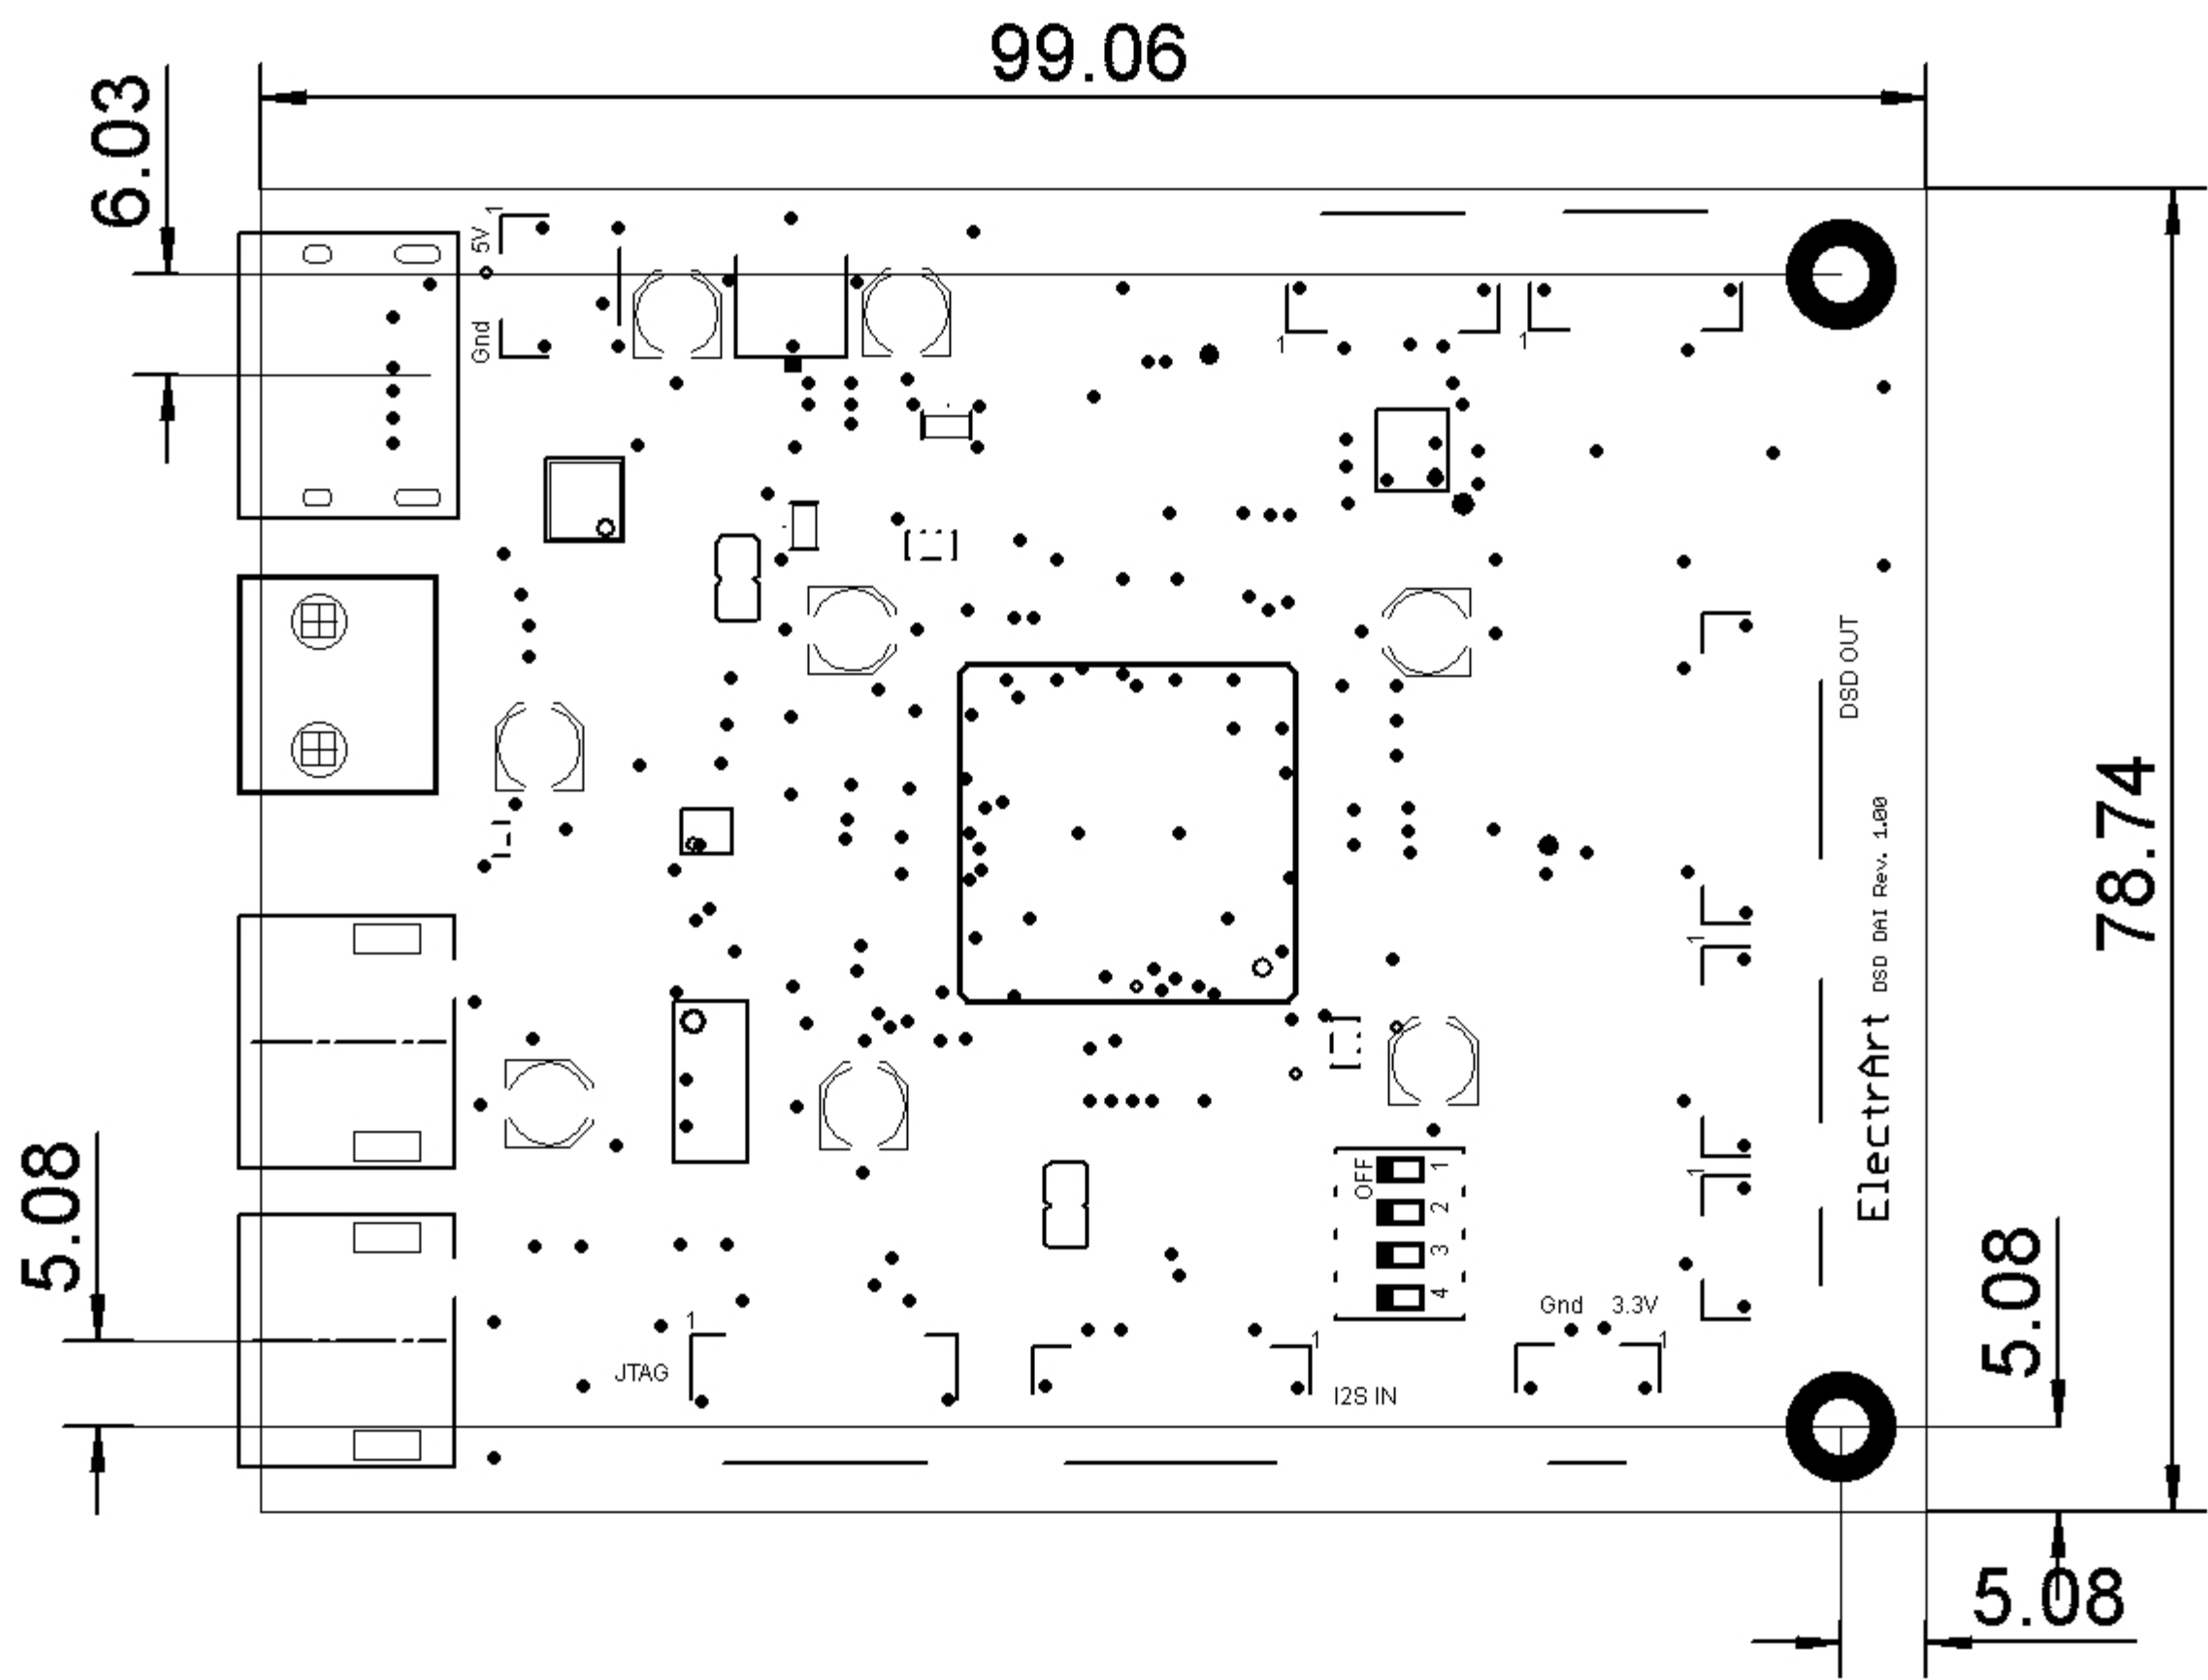 99.06
6.03
5V 1
Gnd
1
1
DSD OUT
78.74
1
ElectrArt DSD DAI Rev. 1.00
1
OFF
1
2
3
4
5.08
5.08
Gnd 3.3V
1
1
1
JTAG
I2S IN
5.08